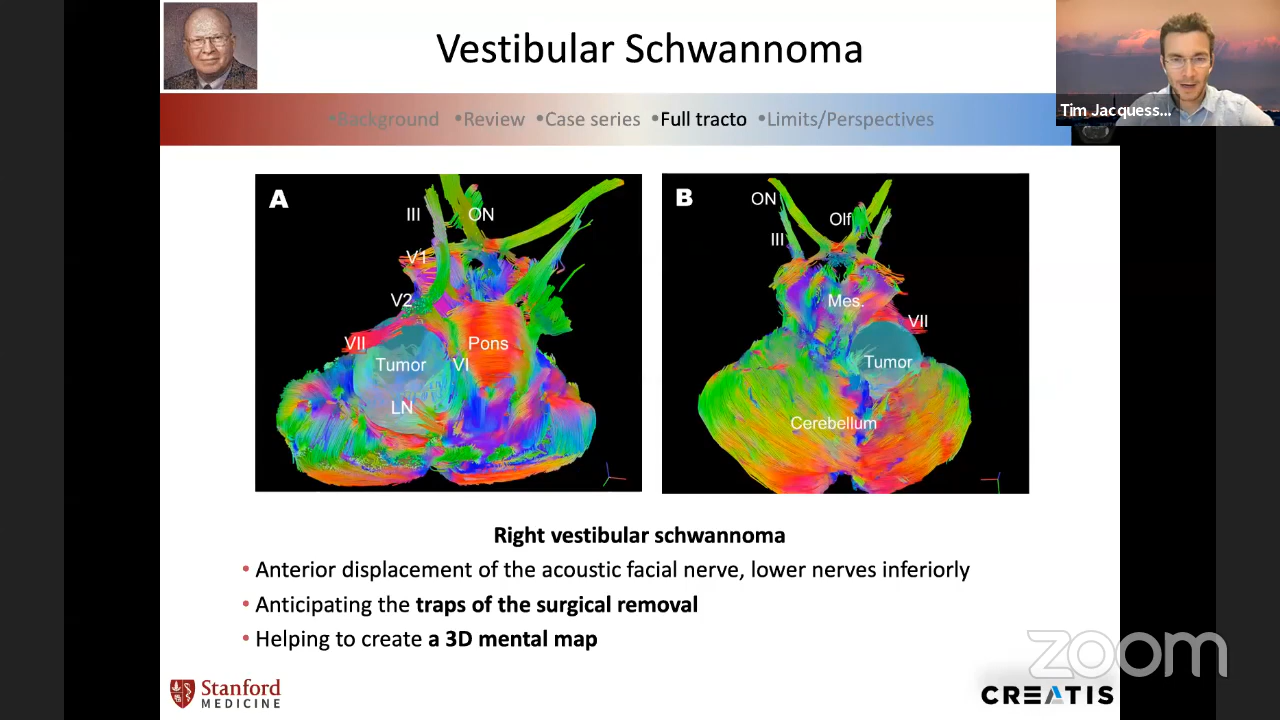 Vestibular Schwannoma
Tim Jacquess...
•Background •Review •Case series •Full tracto •Limits/Perspectives
A
III
ON
V1
V2
VII
Tumor
VI
Pons
LN
B
ON
Olf
III
Mes.
VII
Tumor
Cerebellum
Right vestibular schwannoma
• Anterior displacement of the acoustic facial nerve, lower nerves inferiorly
• Anticipating the traps of the surgical removal
• Helping to create a 3D mental map
zoom
Stanford
MEDICINE
CREATIS